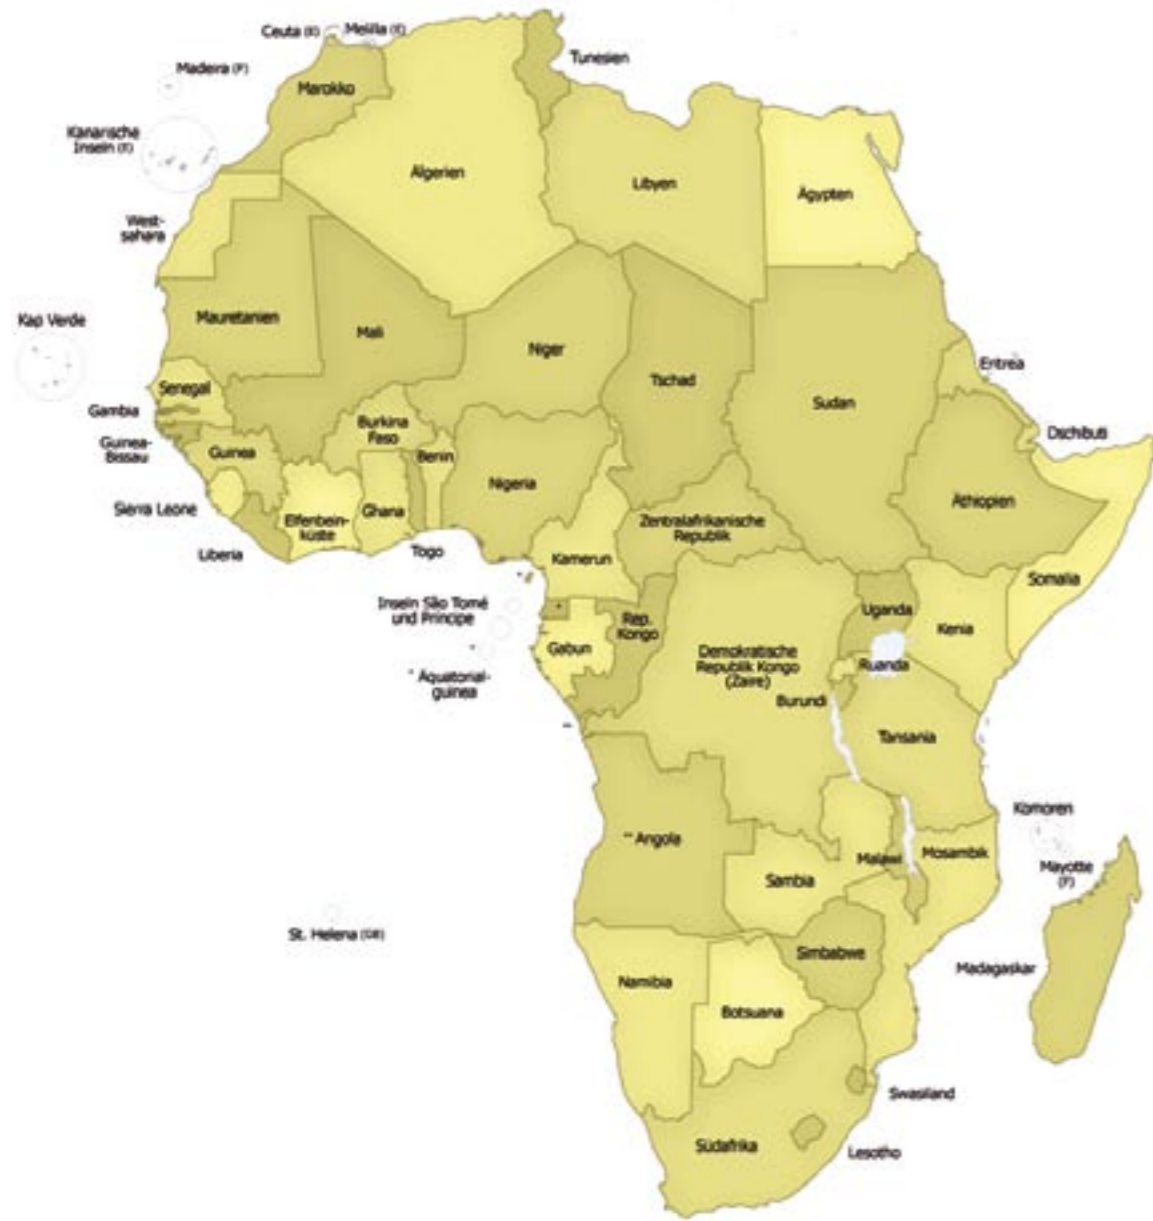 Ceuta (E)
Melilla (E)
Madeira (P)
Tunesien
Marokko
Kanarische
Inseln (E)
Algerien
Libyen
Ägypten
West-
sahara
Kap Verde
Mauretanien
Mali
Niger
Tschad
Sudan
Eritrea
Senegal
Gambia
Guinea-
Bissau
Guinea
Burkina
Faso
Benin
Nigeria
Dschibuti
Äthiopien
Sierra Leone
Liberia
Elfenbein-
küste
Ghana
Togo
Kamerun
Zentralafrikanische
Republik
Somalia
Inseln São Tomé
und Principe
Äquatorial-
guinea
Gabun
Rep.
Kongo
Demokratische
Republik Kongo
(Zaire)
Uganda
Kenia
Ruanda
Burundi
Tansania
Angola
Sambia
Malawi
Mosambik
Komoren
Mayotte
(F)
St. Helena (GB)
Namibia
Botsuana
Simbabwe
Madagaskar
Swasiland
Südafrika
Lesotho